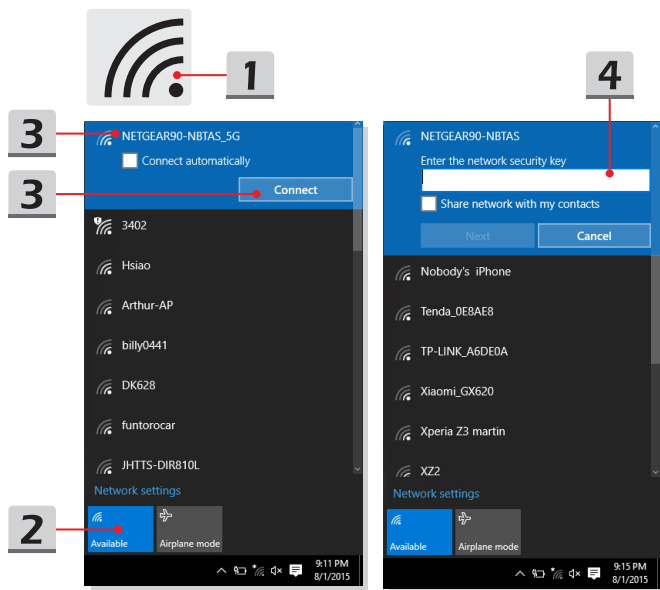 1
4
3
NETGEAR90-NBTAS_5G
Connect automatically
3
Connect
3402
Hsiao
Arthur-AP
billy0441
DK628
funtorocar
JHTTS-DIR810L
Network settings
2
Available
Airplane mode
9:11 PM
8/1/2015
NETGEAR90-NBTAS
Enter the network security key
Share network with my contacts
Next
Cancel
Nobody's iPhone
Tenda_0E8AE8
TP-LINK_A6DE0A
Xiaomi_GX620
Xperia Z3 martin
XZ2
Network settings
Available
Airplane mode
9:15 PM
8/1/2015